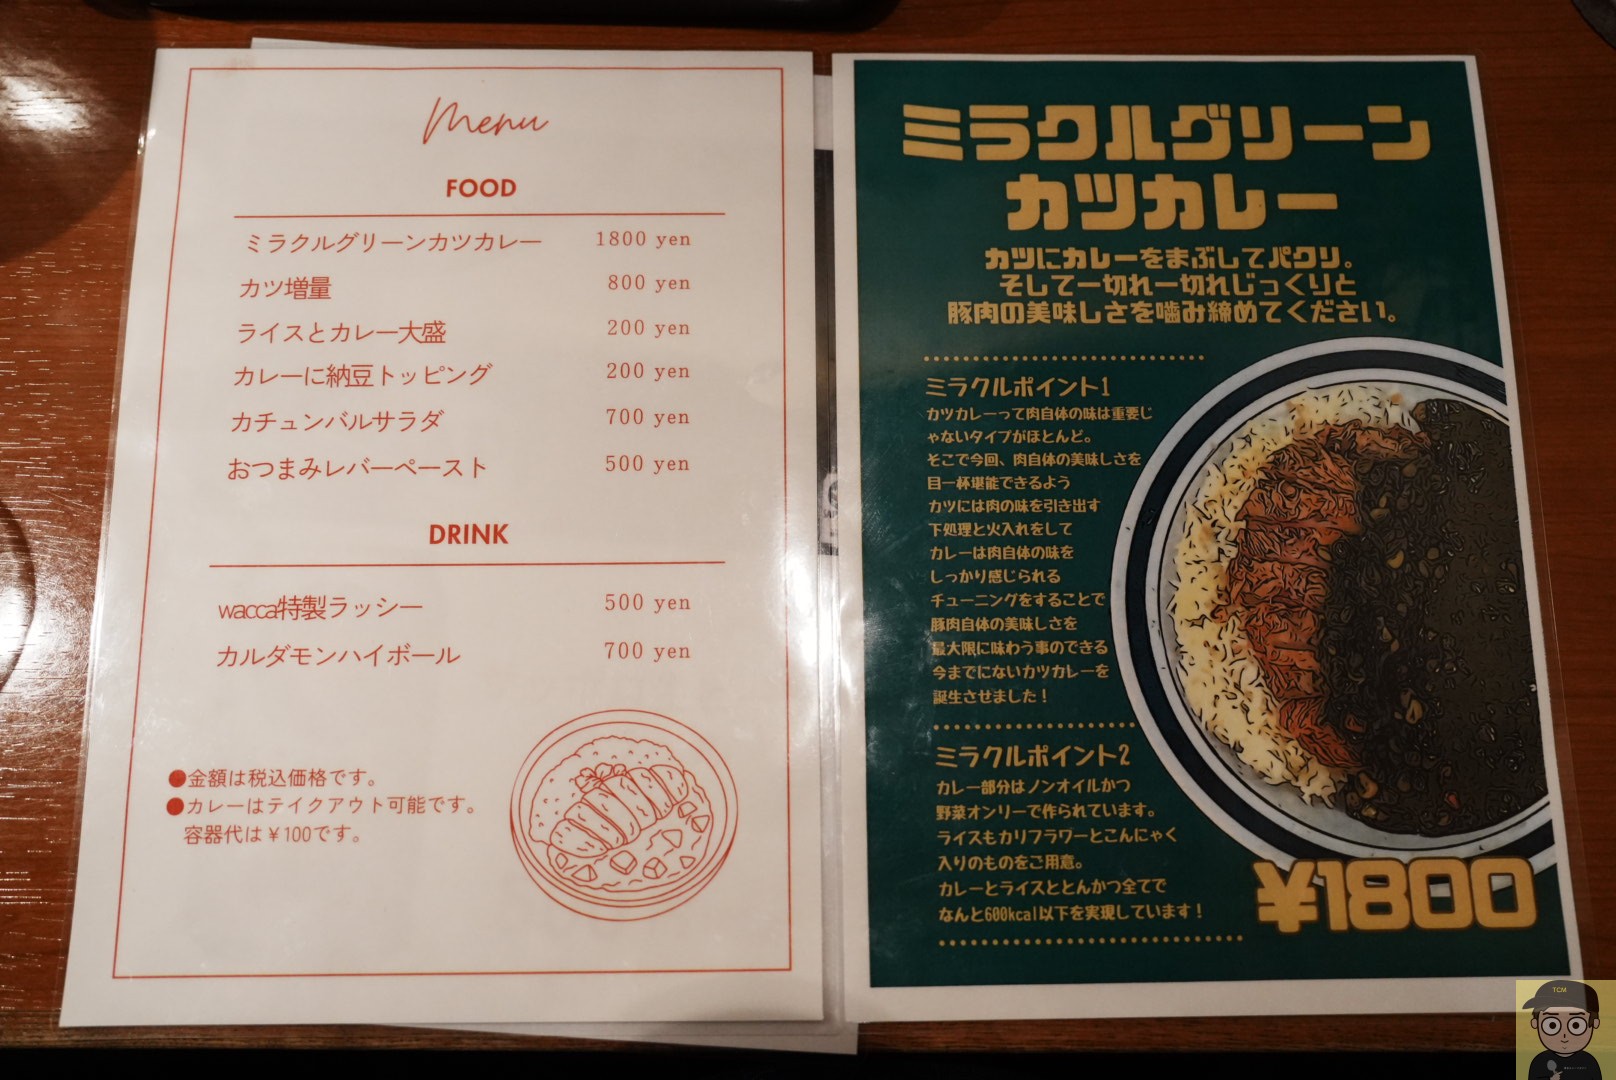 Menu
FOOD
ミラクルグリーンカツカレー 1800 yen
カツ増量 800 yen
ライスとカレー大盛 200 yen
カレーに納豆トッピング 200 yen
カチュンバルサラダ 700 yen
おつまみレバーペースト 500 yen
DRINK
wacca特製ラッシー 500 yen
カルダモンハイボール 700 yen
●金額は税込価格です。
●カレーはテイクアウト可能です。
容器代は￥100です。
ミラクルグリーン
カツカレー
カツにカレーをまぶしてパクリ。
そして一切れ一切れじっくりと
豚肉の美味しさを噛み締めてください。
ミラクルポイント1
カツカレーって肉自体の味は重要じ
ゃないタイプがほとんど。
そこで今回、肉自体の美味しさを
目一杯堪能できるよう
カツには肉の味を引き出す
下処理と火入れをして
カレーは肉自体の味を
しっかり感じられる
チューニングをすることで
豚肉自体の美味しさを
最大限に味わう事のできる
今までにないカツカレーを
誕生させました！
ミラクルポイント2
カレー部分はノンオイルかつ
野菜オンリーで作られています。
ライスもカリフラワーとこんにゃく
入りのものをご用意。
カレーとライスととんかつ全てで
なんと600kcal以下を実現しています！
¥1800
TCM